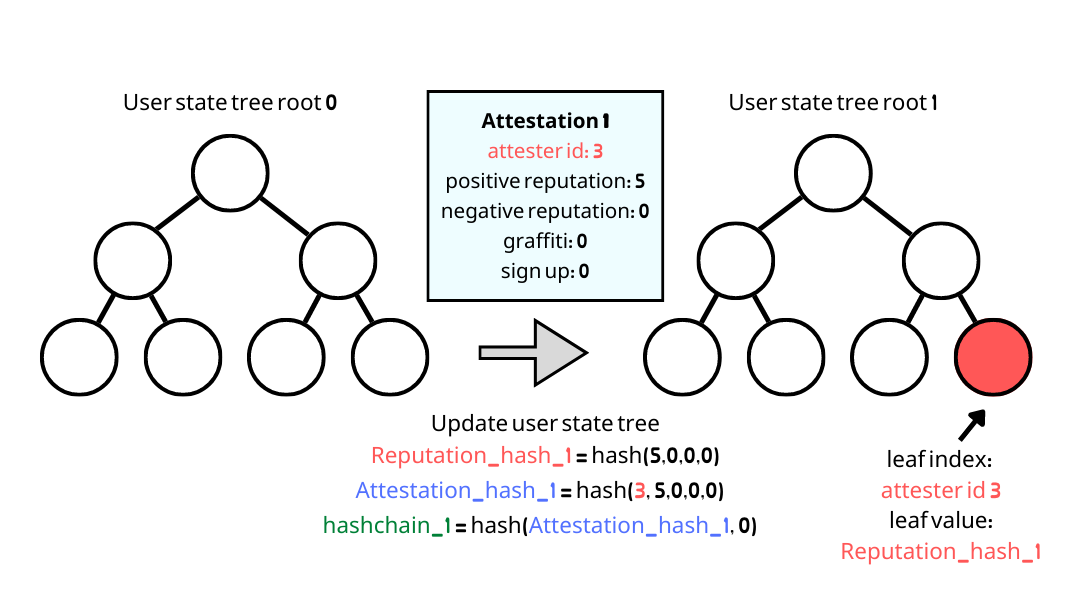 User state tree root 0
Attestation 1
attester id: 3
positive reputation: 5
negative reputation: 0
graffiti: 0
sign up: 0
User state tree root 1
Update user state tree
Reputation_hash_1 = hash(5,0,0,0)
Attestation_hash_1 = hash(3, 5,0,0,0)
hashchain_1 = hash(Attestation_hash_1, 0)
leaf index:
attester id 3
leaf value:
Reputation_hash_1